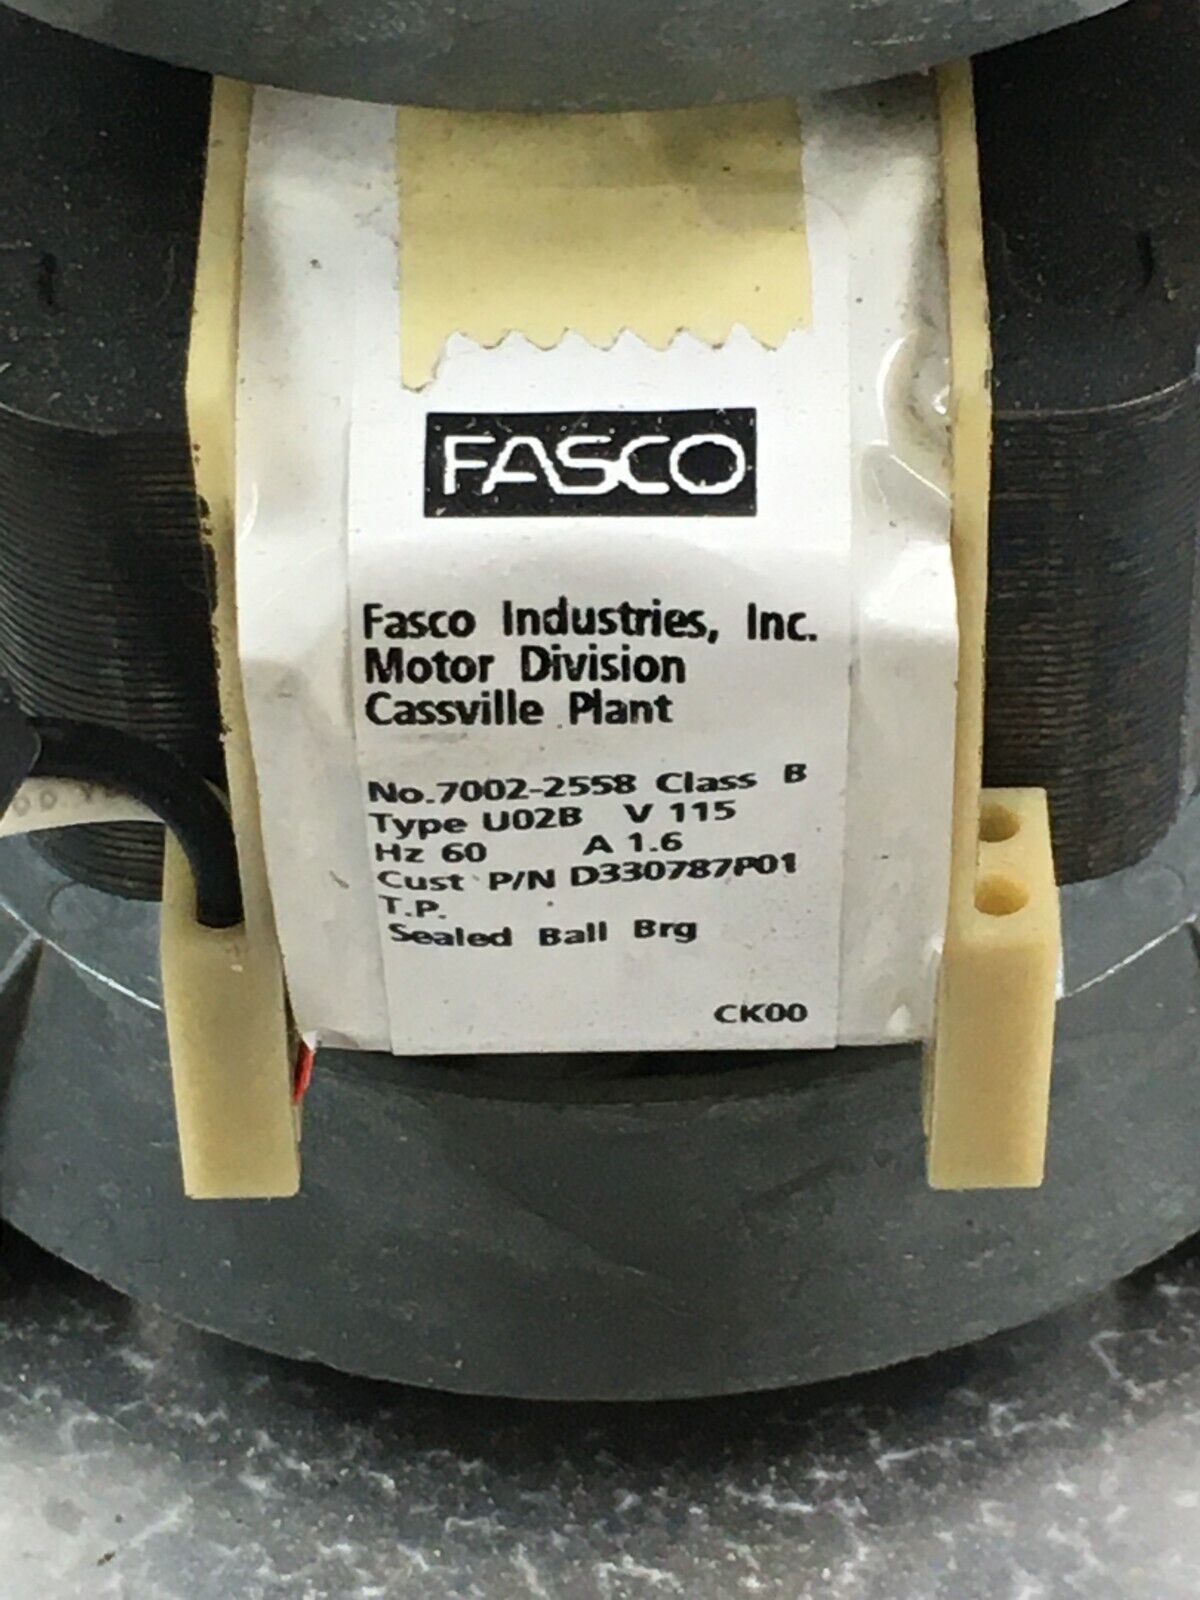 FASCO
Fasco Industries, Inc.
Motor Division
Cassville Plant
No.7002-2558 Class B
Type U02B V 115
Hz 60 A 1.6
Cust P/N D330787P01
T.P.
Sealed Ball Brg
CK00